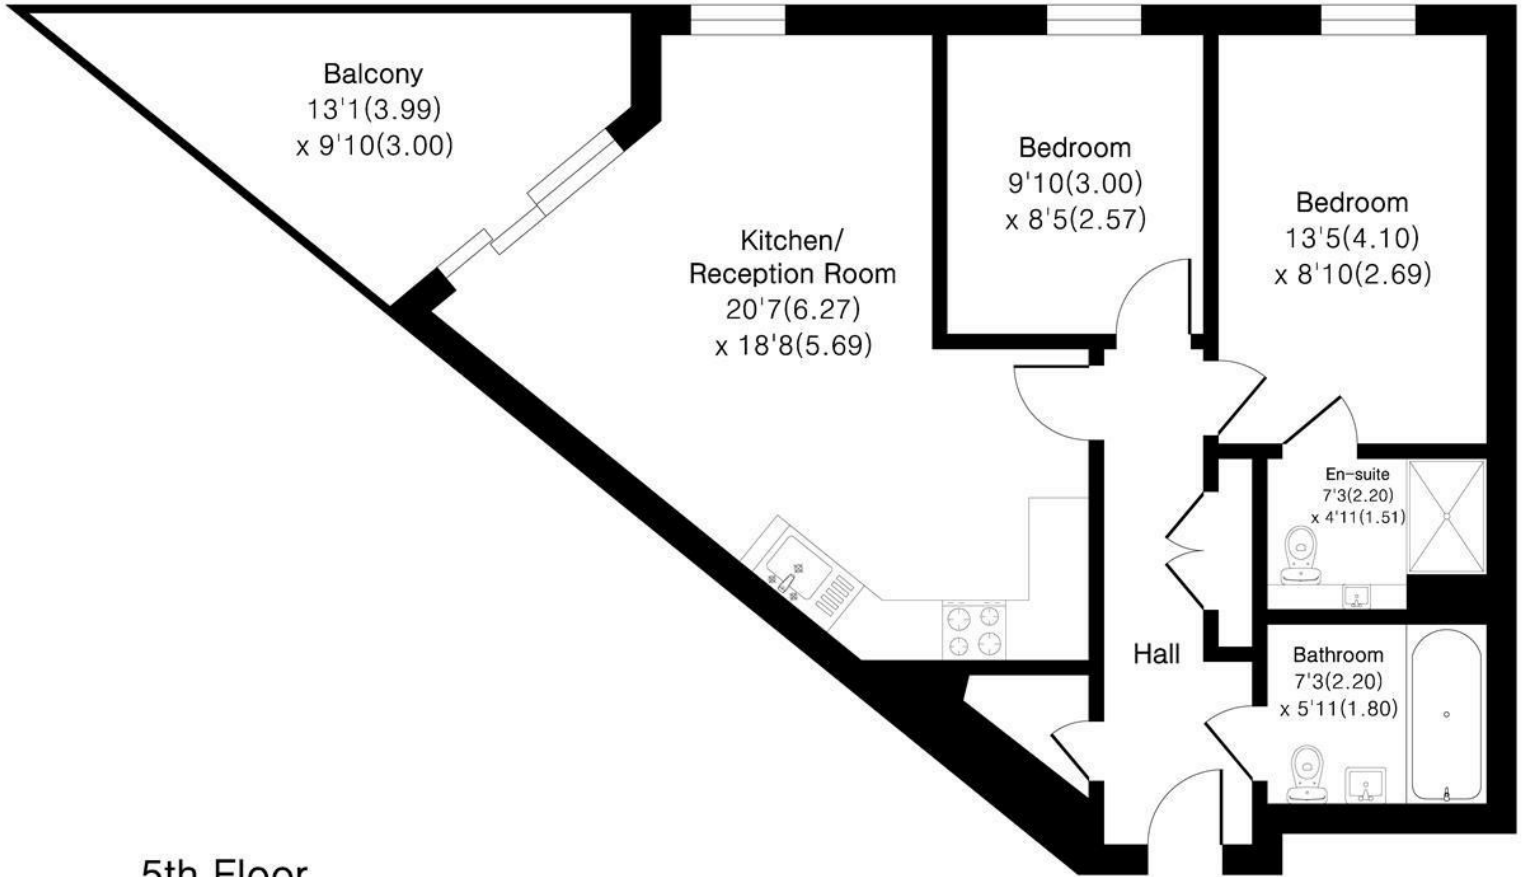 Balcony
13'1(3.99)
x 9'10(3.00)
Kitchen/
Reception Room
20'7(6.27)
x 18'8(5.69)
Bedroom
9'10(3.00)
x 8'5(2.57)
Bedroom
13'5(4.10)
x 8'10(2.69)
En-suite
7'3(2.20)
x 4'11(1.51)
Hall
Bathroom
7'3(2.20)
x 5'11(1.80)
5th Floor